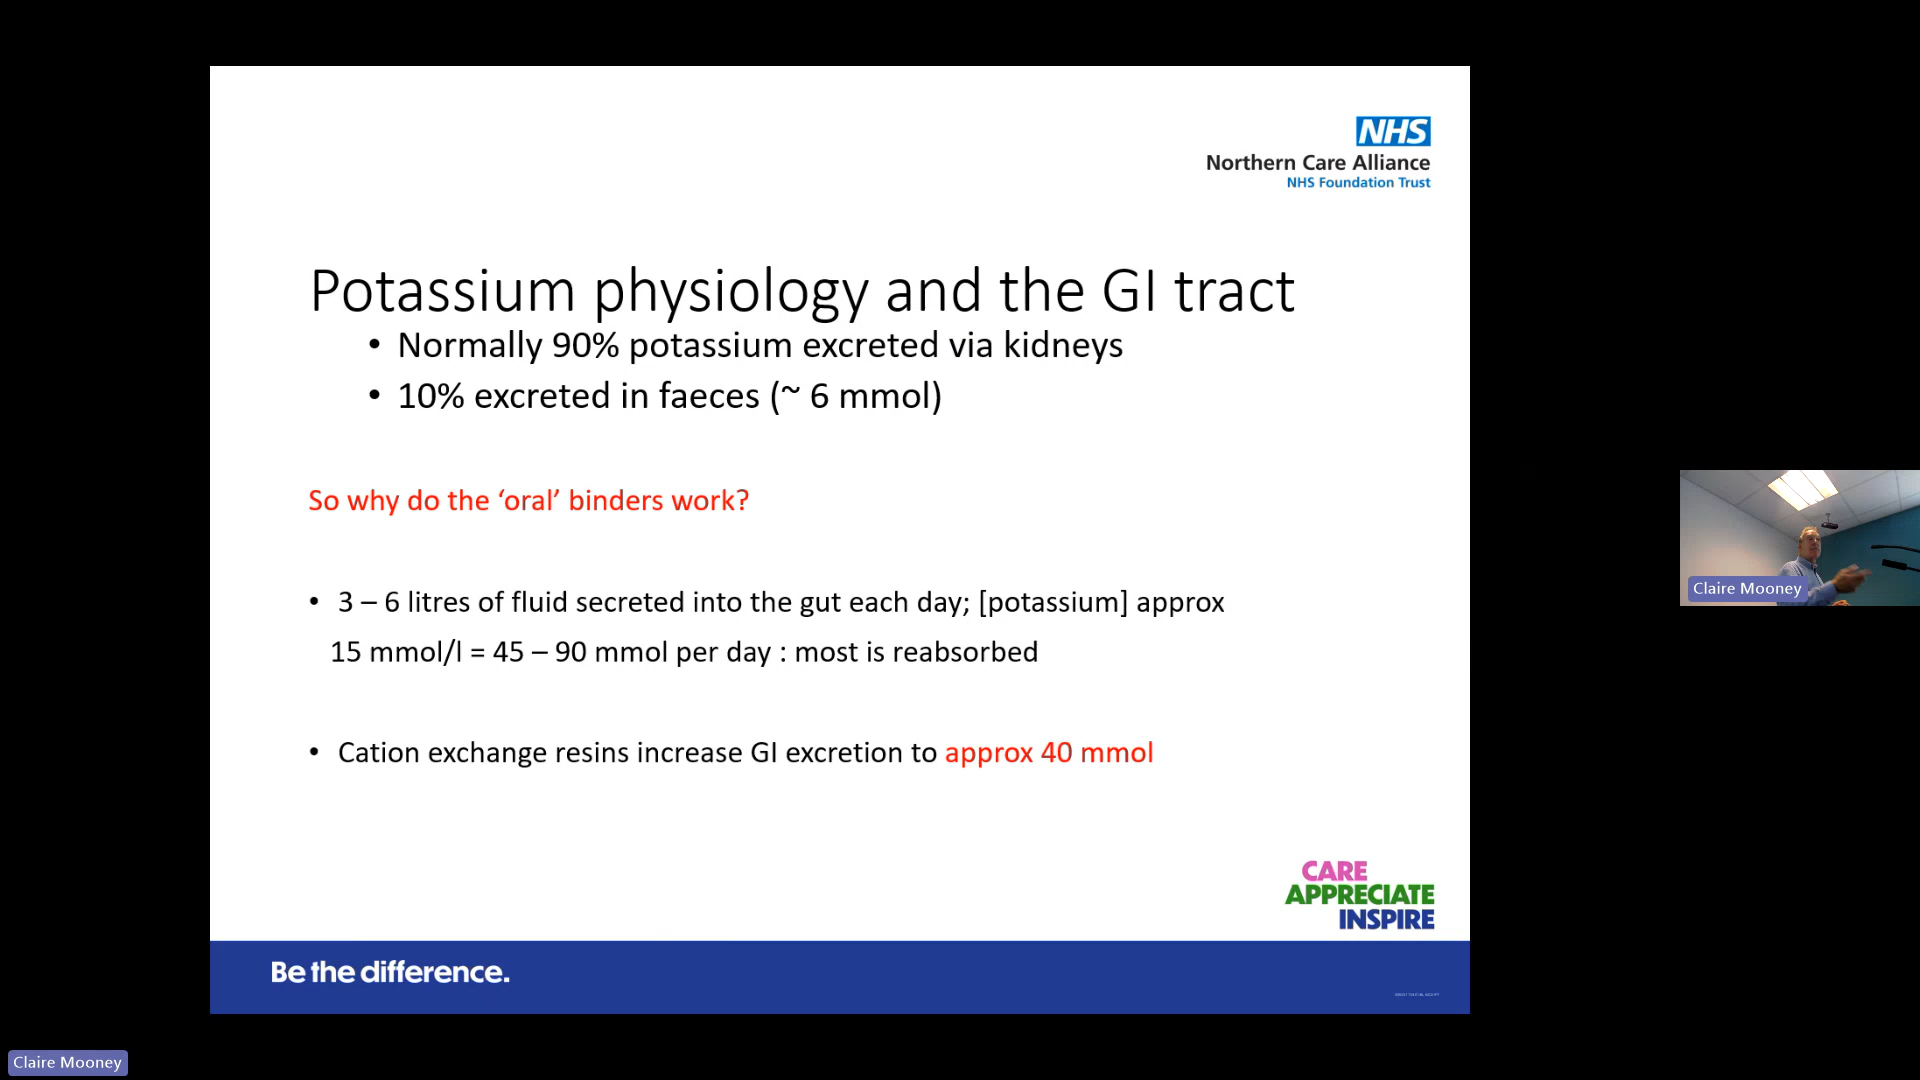 NHS
Northern Care Alliance
NHS Foundation Trust
Potassium physiology and the GI tract
• Normally 90% potassium excreted via kidneys
• 10% excreted in faeces (~ 6 mmol)
So why do the ‘oral’ binders work?
• 3 – 6 litres of fluid secreted into the gut each day; [potassium] approx
15 mmol/l = 45 – 90 mmol per day : most is reabsorbed
• Cation exchange resins increase GI excretion to approx 40 mmol
CARE
APPRECIATE
INSPIRE
Be the difference.
Claire Mooney
Claire Mooney